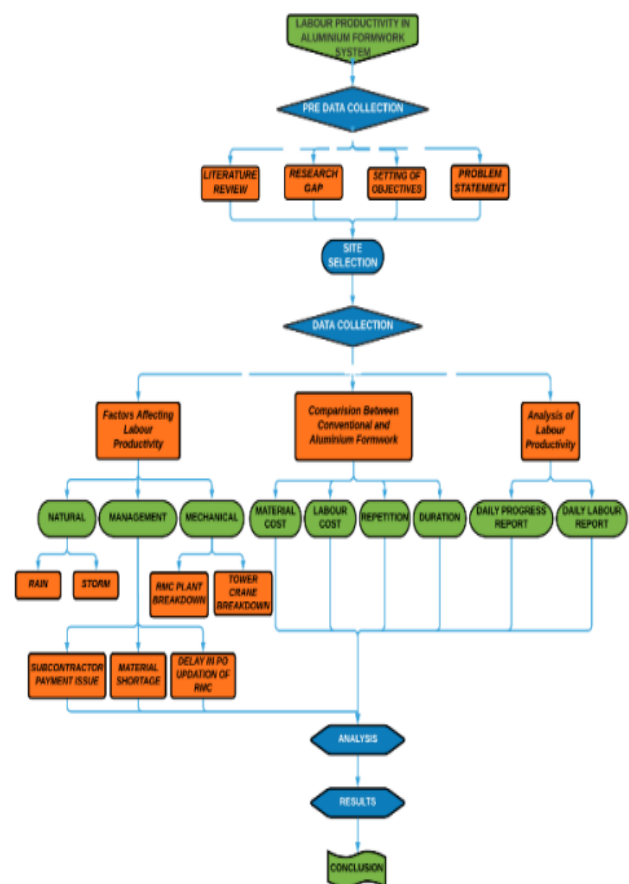 LABOUR PRODUCTIVITY IN
ALUMINIUM FORMWORK
SYSTEM
PRE DATA COLLECTION
LITERATURE
REVIEW
RESEARCH
GAP
SETTING OF
OBJECTIVES
PROBLEM
STATEMENT
SITE
SELECTION
DATA COLLECTION
Factors Affecting
Labour
Productivity
Comparision Between
Conventional and
Aluminium Formwork
Analysis of
Labour
Productivity
NATURAL
MANAGEMENT
MECHANICAL
MATERIAL
COST
LABOUR
COST
REPETITION
DURATION
DAILY PROGRESS
REPORT
DAILY LABOUR
REPORT
RAIN
STORM
RMC PLANT
BREAKDOWN
TOWER
CRANE
BREAKDOWN
SUBCONTRACTOR
PAYMENT ISSUE
MATERIAL
SHORTAGE
DELAY IN PO
UPDATION OF
RMC
ANALYSIS
RESULTS
CONCLUSION